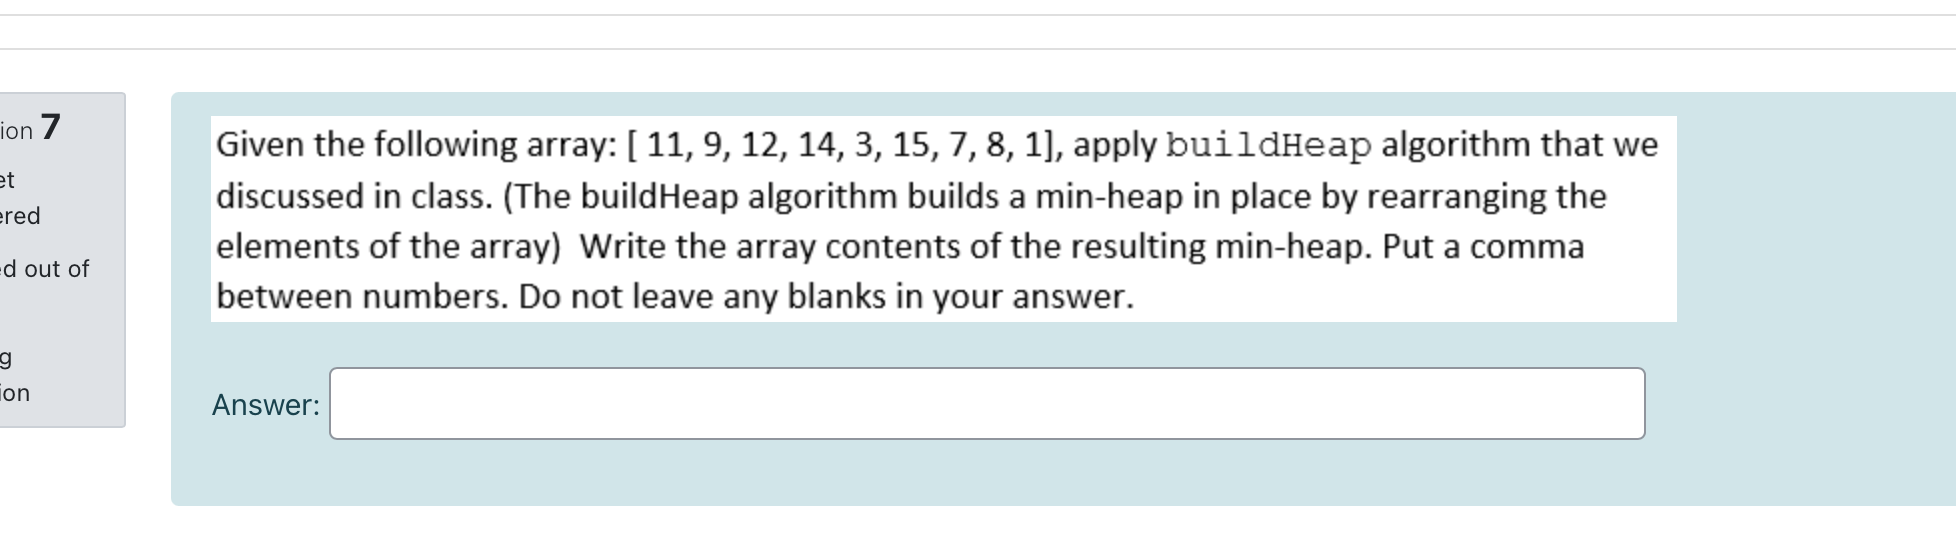 ion 7
et
ered
ed out of
g
ion
Given the following array: [ 11, 9, 12, 14, 3, 15, 7, 8, 1], apply buildHeap algorithm that we
discussed in class. (The buildHeap algorithm builds a min-heap in place by rearranging the
elements of the array)  Write the array contents of the resulting min-heap. Put a comma
between numbers. Do not leave any blanks in your answer.
Answer: